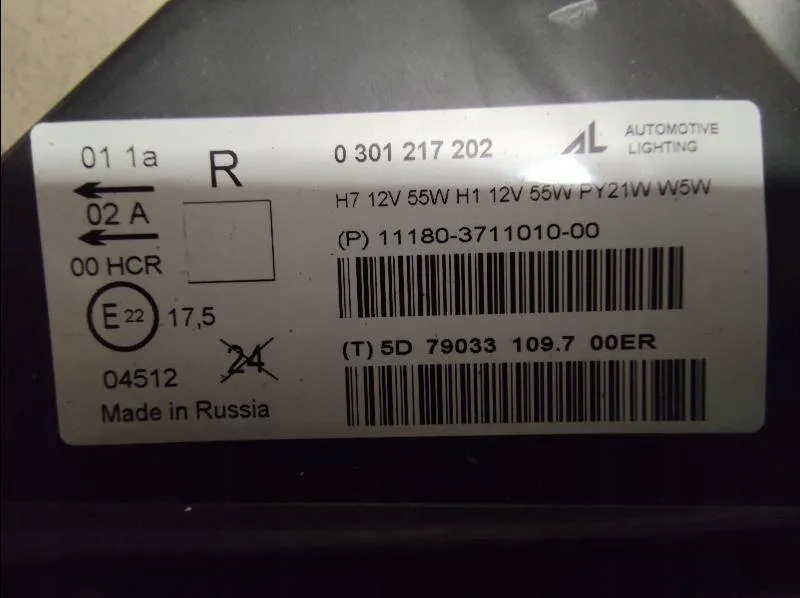 01 1a
02 A
00 HCR
R
E 22
17,5
24
04512
Made in Russia
0 301 217 202
AL AUTOMOTIVE
LIGHTING
H7 12V 55W H1 12V 55W PY21W W5W
(P) 11180-3711010-00
(T) 5D 79033 109.7 00ER